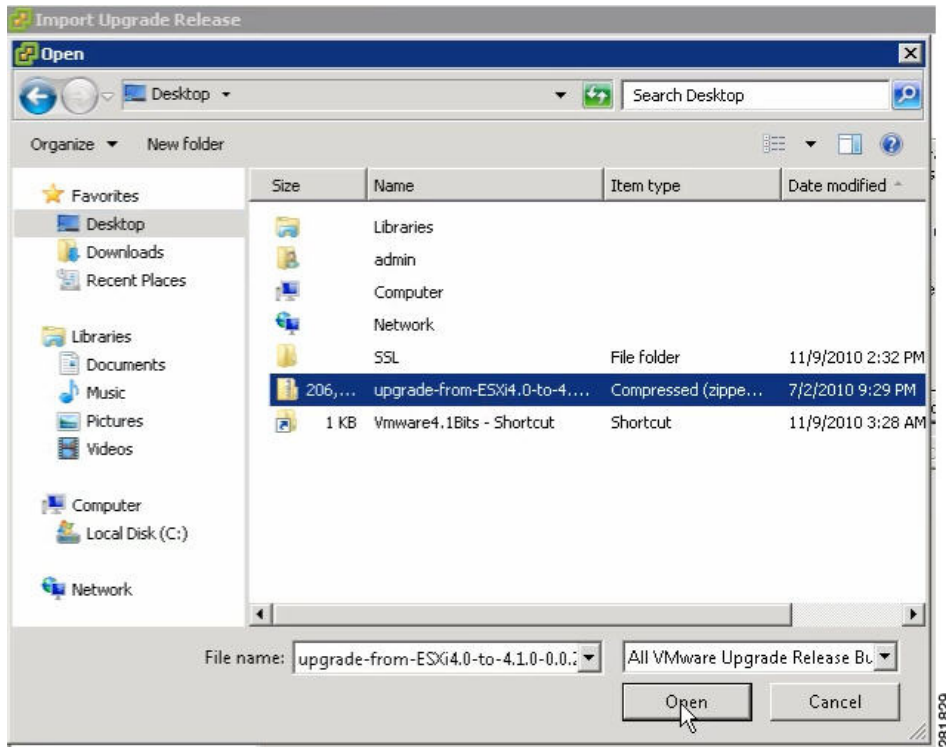 Import Upgrade Release
Open
Desktop
Search Desktop
Organize
New folder
Size Name Item type Date modified
Favorites
Desktop
Downloads
Recent Places
Libraries
Documents
Music
Pictures
Videos
Computer
Local Disk (C:)
Network
Libraries
admin
Computer
Network
SSL File folder 11/9/2010 2:32 PM
206,... upgrade-from-ESXi4.0-to-4.... Compressed (zippe... 7/2/2010 9:29 PM
1 KB Vmware4.1Bits - Shortcut Shortcut 11/9/2010 3:28 AM
File name: upgrade-from-ESXi4.0-to-4.1.0-0.0.
All VMware Upgrade Release Bu
Open
Cancel
281829